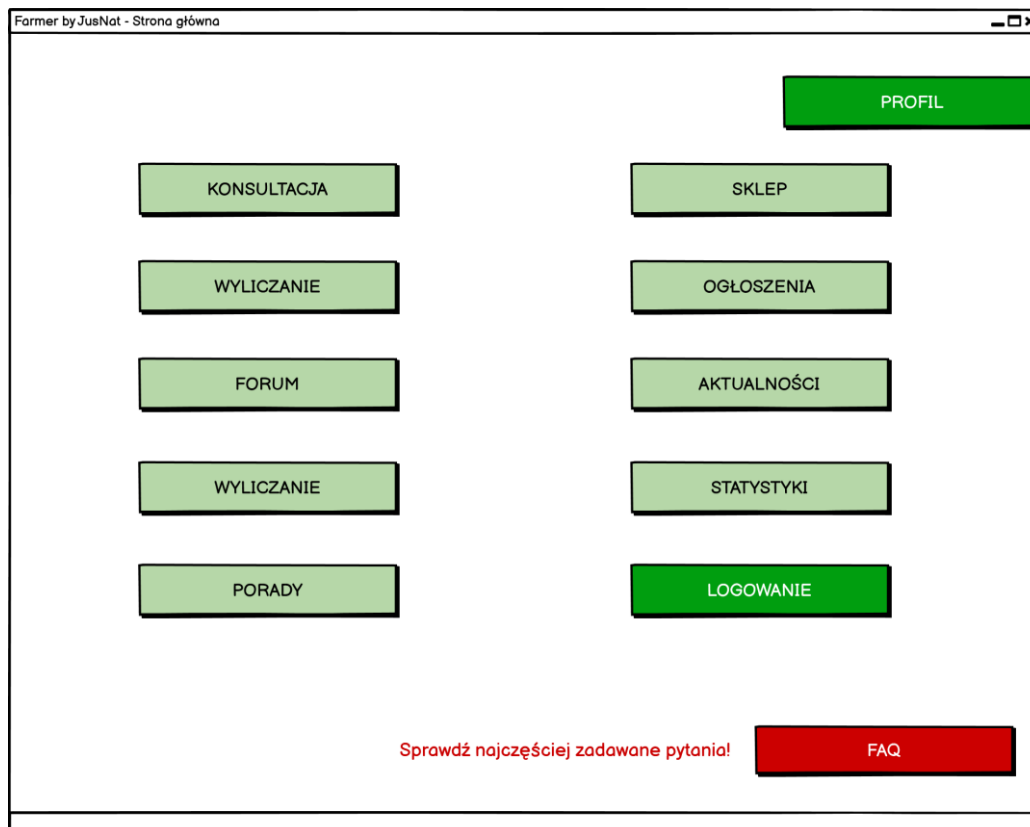 Farmer by JusNat - Strona główna
PROFIL
KONSULTACJA
SKLEP
WYLICZANIE
OGŁOSZENIA
FORUM
AKTUALNOŚCI
WYLICZANIE
STATYSTYKI
PORADY
LOGOWANIE
Sprawdź najczęściej zadawane pytania!
FAQ